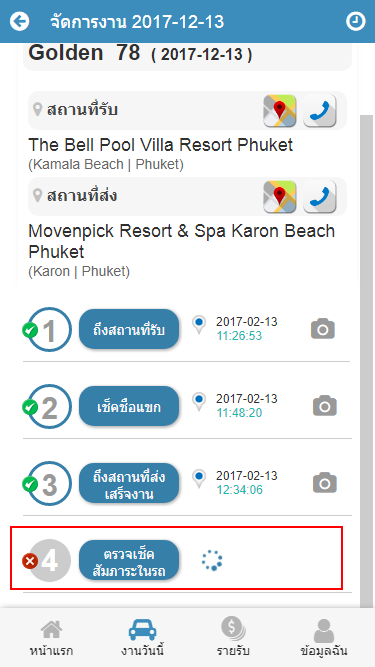 จัดการงาน 2017-12-13
Golden 78 ( 2017-12-13 )
สถานที่รับ
The Bell Pool Villa Resort Phuket
(Kamala Beach | Phuket)
สถานที่ส่ง
Movenpick Resort & Spa Karon Beach
Phuket
(Karon | Phuket)
1
ถึงสถานที่รับ
2017-02-13
11:26:53
2
เช็คชื่อแขก
2017-02-13
11:48:20
3
ถึงสถานที่ส่ง
เสร็จงาน
2017-02-13
12:34:06
4
ตรวจเช็ค
สัมภาระในรถ
หน้าแรก งานวันนี้ รายรับ ข้อมูลฉัน